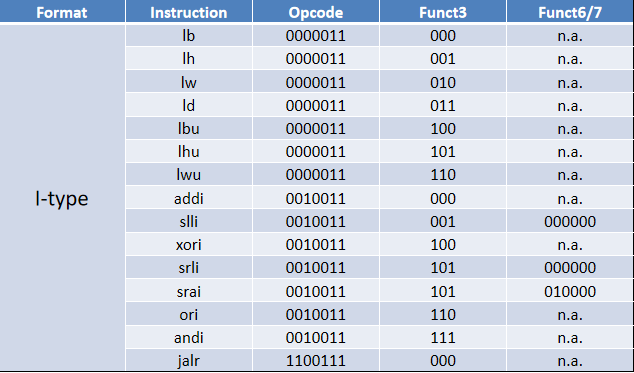 Format Instruction Opcode Funct3 Funct6/7
lb 0000011 000 n.a.
lh 0000011 001 n.a.
lw 0000011 010 n.a.
ld 0000011 011 n.a.
lbu 0000011 100 n.a.
lhu 0000011 101 n.a.
lwu 0000011 110 n.a.
I-type addi 0010011 000 n.a.
slli 0010011 001 000000
xori 0010011 100 n.a.
srli 0010011 101 000000
srai 0010011 101 010000
ori 0010011 110 n.a.
andi 0010011 111 n.a.
jalr 1100111 000 n.a.